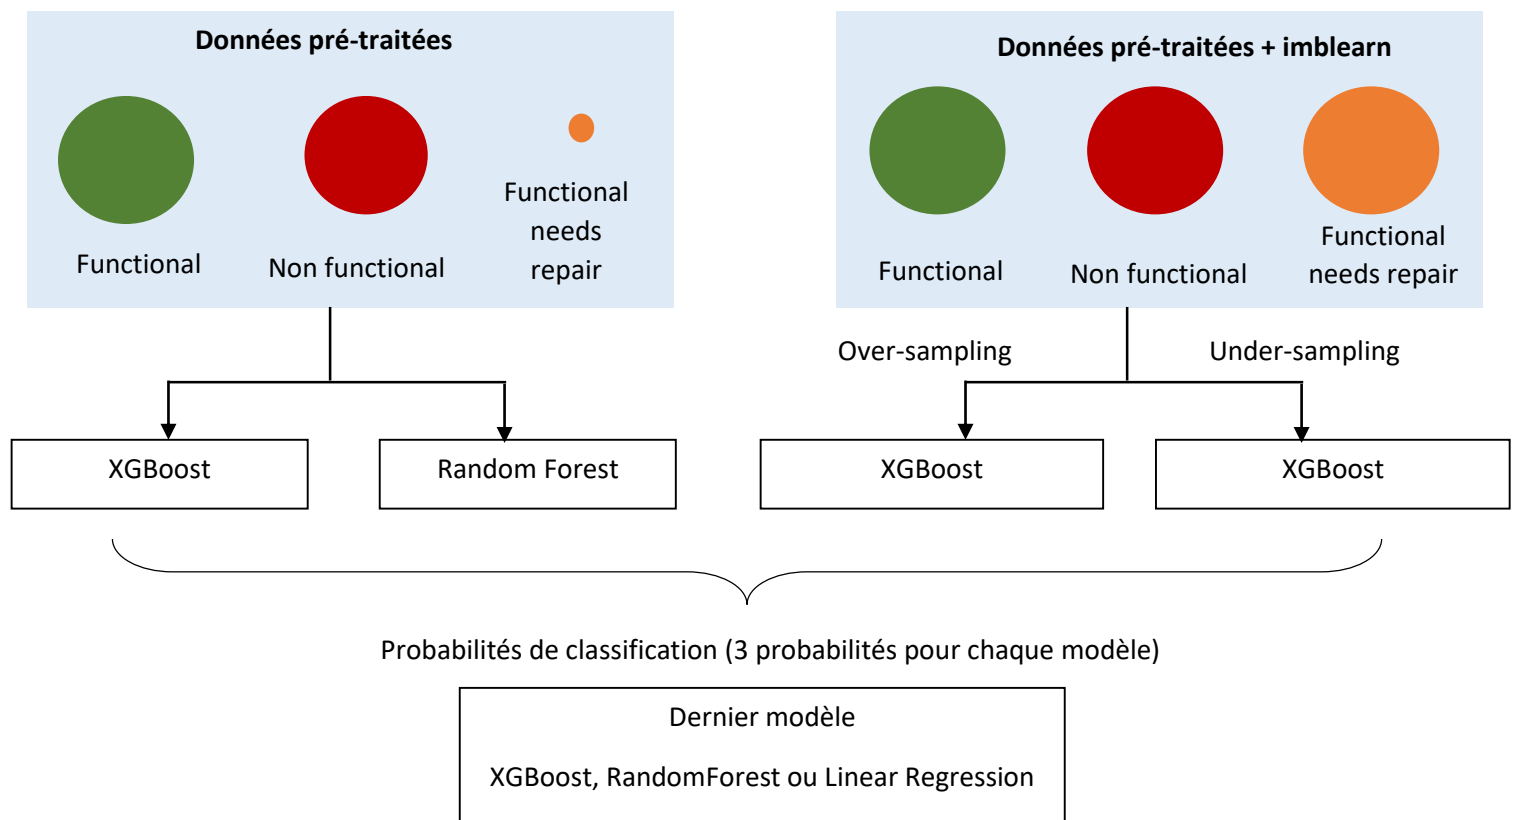 Données pré-traitées
Functional
Non functional
Functional
needs
repair
Données pré-traitées + imblearn
Functional
Non functional
Functional
needs repair
Over-sampling
Under-sampling
XGBoost
Random Forest
XGBoost
XGBoost
Probabilités de classification (3 probabilités pour chaque modèle)
Dernier modèle
XGBoost, RandomForest ou Linear Regression